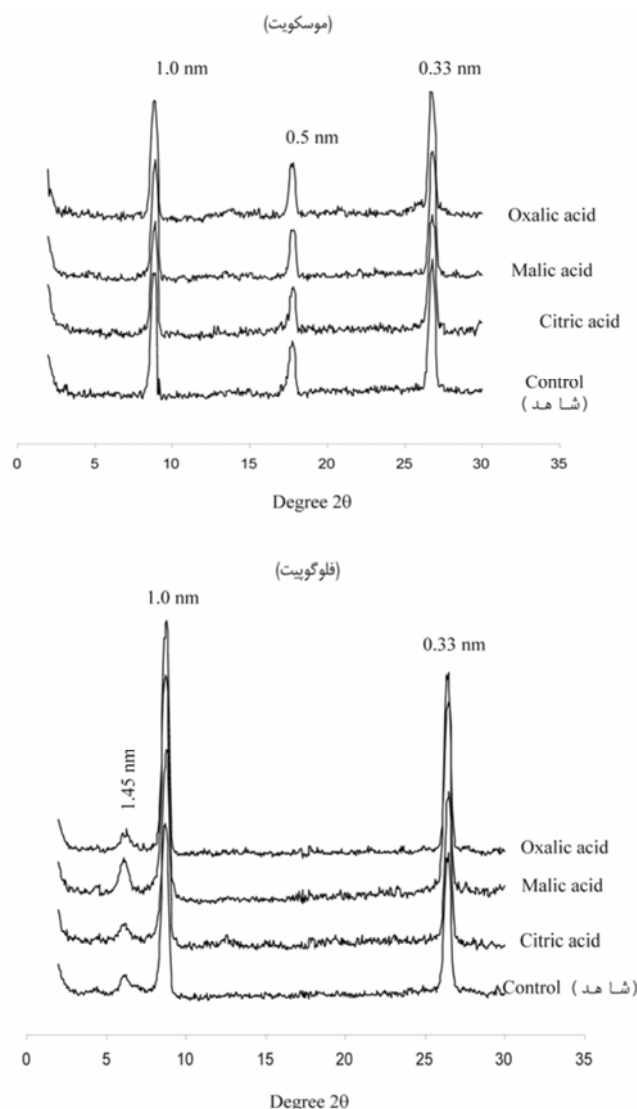 (موسکویت)
1.0 nm
0.33 nm
0.5 nm
Oxalic acid
Malic acid
Citric acid
Control
(شاهد)
0 5 10 15 20 25 30 35
Degree 2θ
(فلوگوپیت)
1.0 nm
0.33 nm
1.45 nm
Oxalic acid
Malic acid
Citric acid
Control (شاهد)
0 5 10 15 20 25 30 35
Degree 2θ